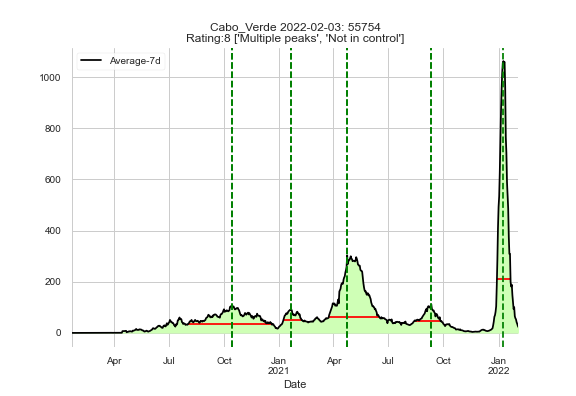 Cabo_Verde 2022-02-03: 55754
Rating:8 ['Multiple peaks', 'Not in control']
Average-7d
1000
800
600
400
200
0
Apr Jul Oct Jan Apr Jul Oct Jan
2021 2022
Date